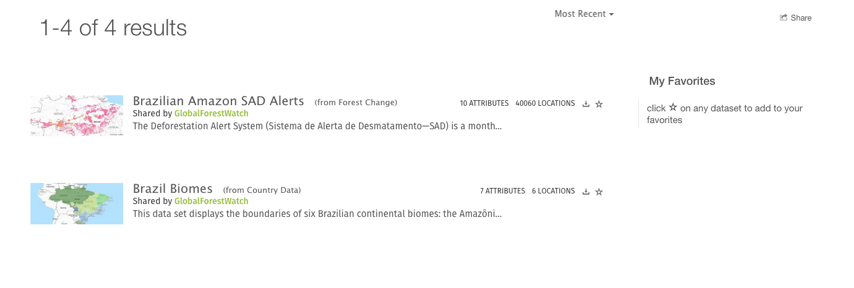 1-4 of 4 results
Most Recent
Share
My Favorites
click ☆ on any dataset to add to your
favorites
Brazilian Amazon SAD Alerts (from Forest Change) 10 ATTRIBUTES 40060 LOCATIONS
Shared by GlobalForestWatch
The Deforestation Alert System (Sistema de Alerta de Desmatamento—SAD) is a month...
Brazil Biomes (from Country Data) 7 ATTRIBUTES 6 LOCATIONS
Shared by GlobalForestWatch
This data set displays the boundaries of six Brazilian continental biomes: the Amazôni...